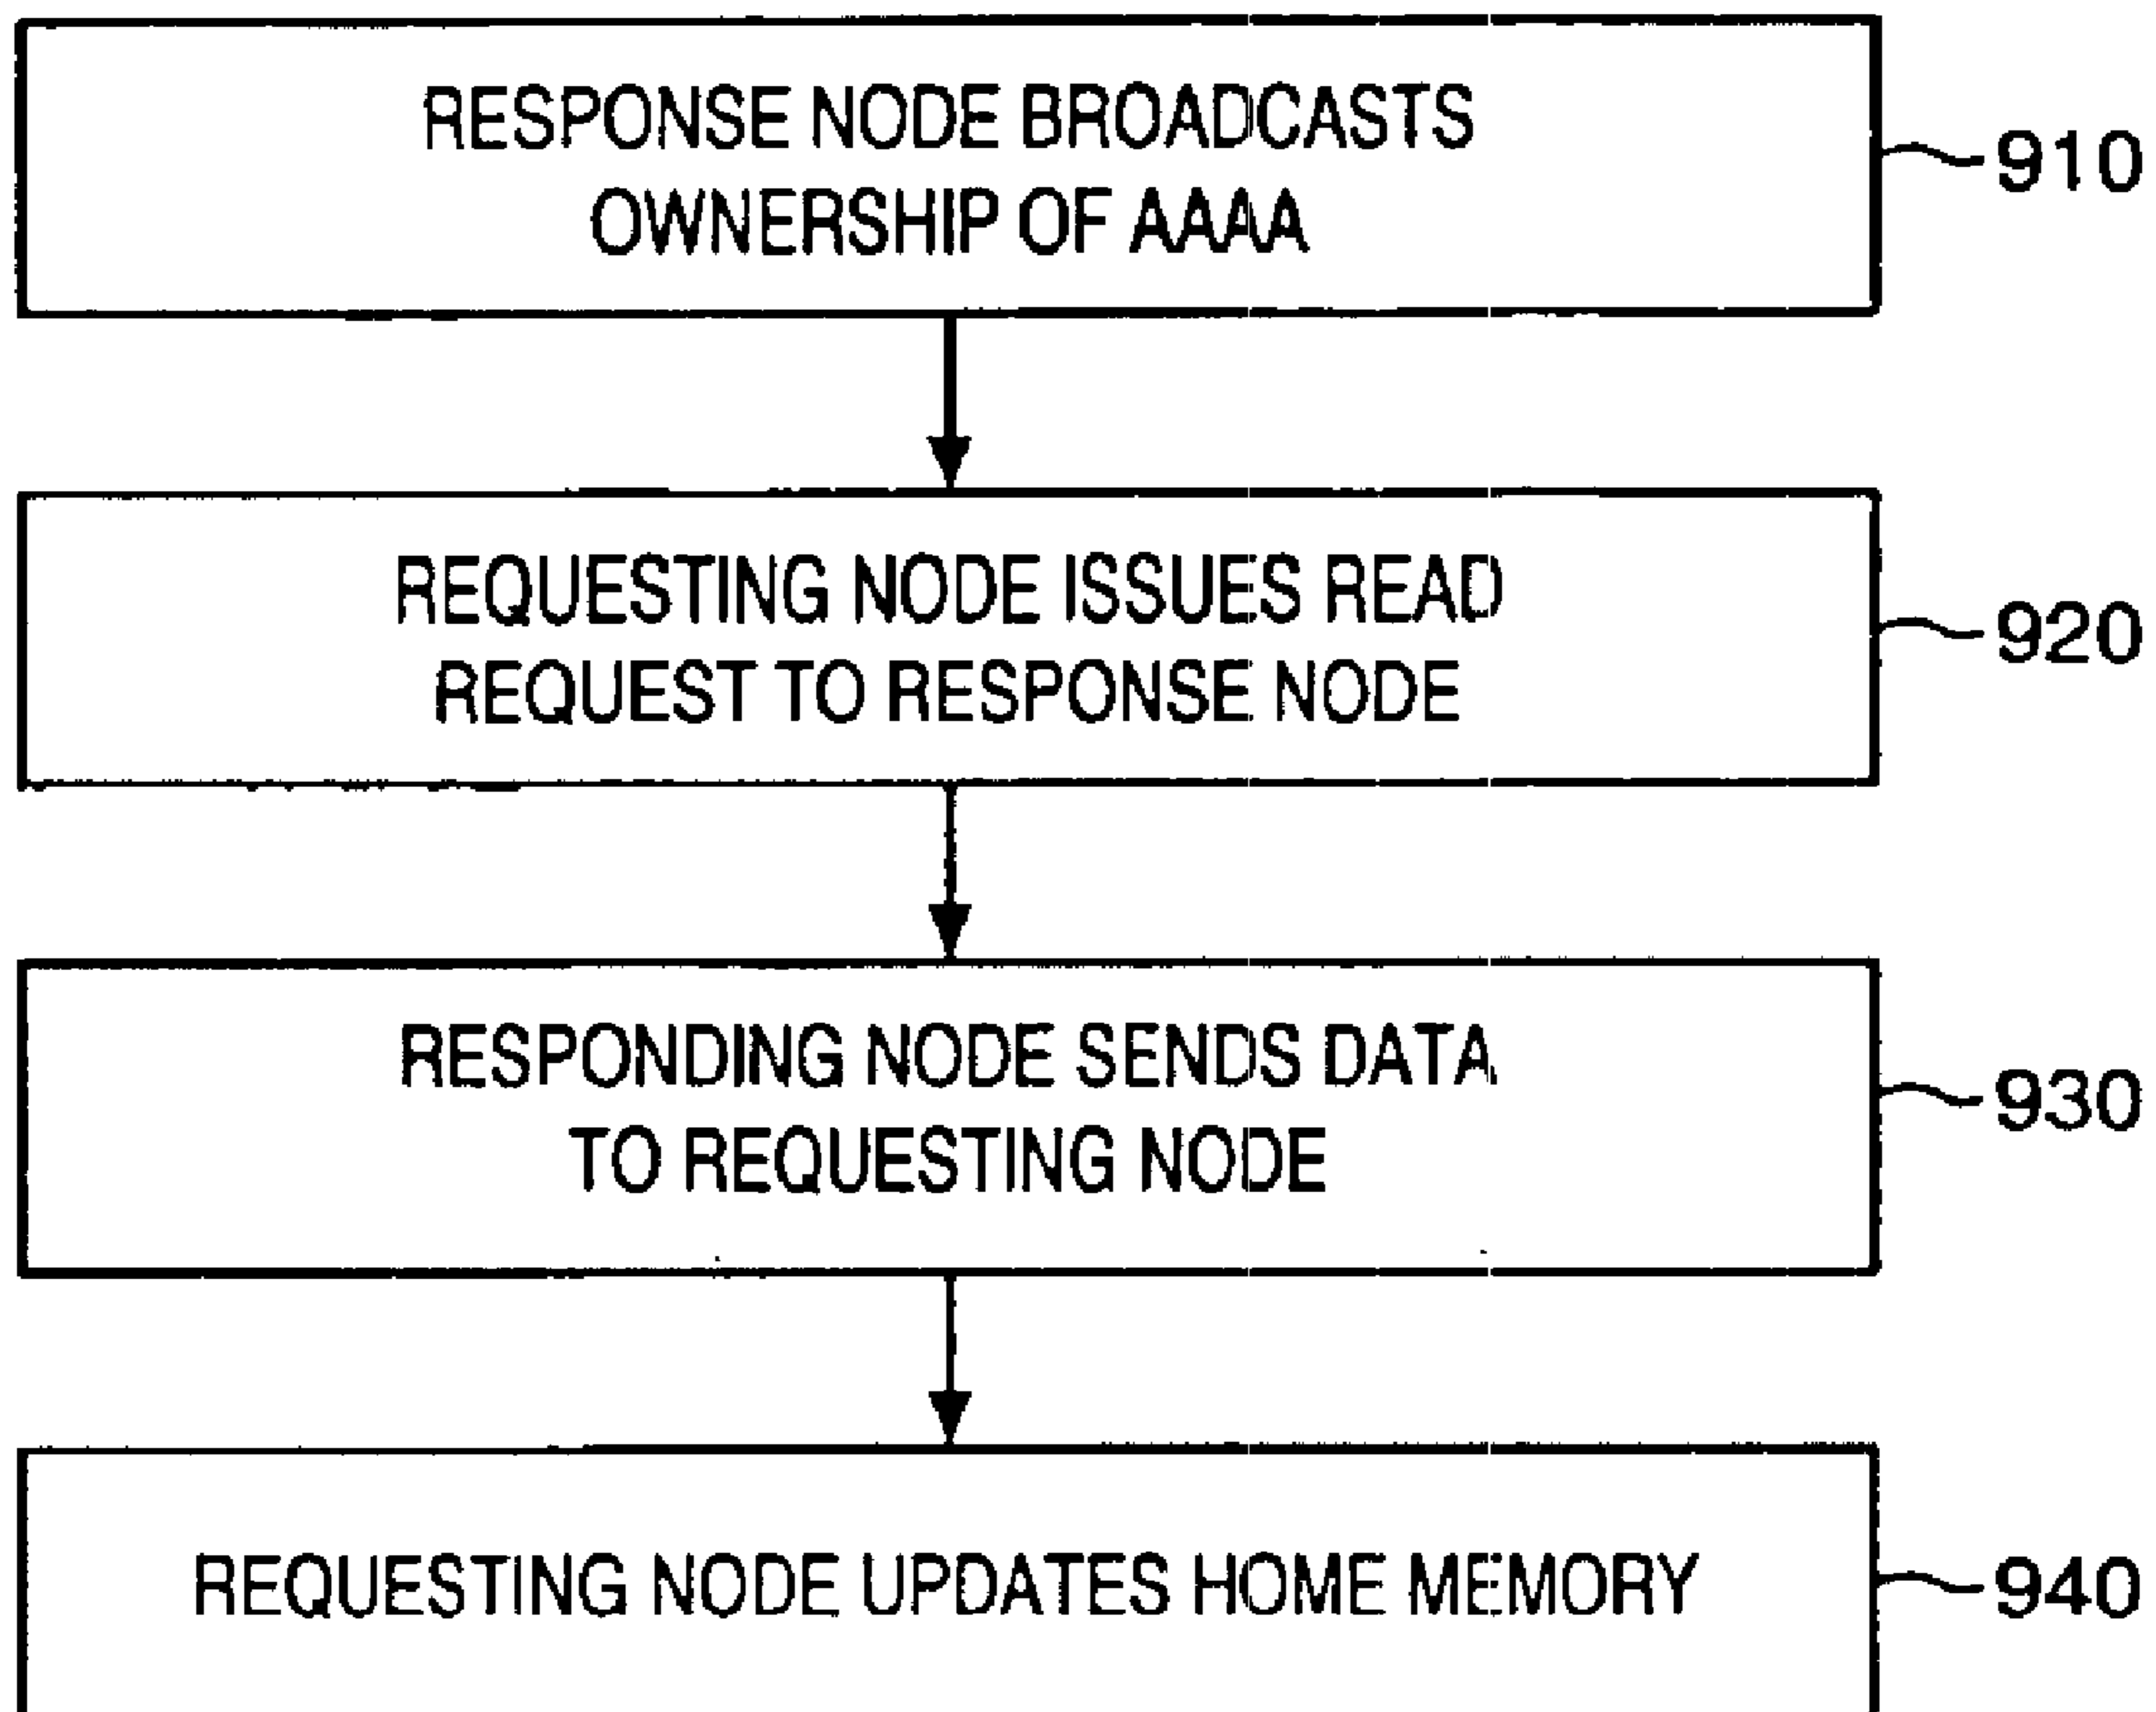 RESPONSE NODE BROADCASTS
OWNERSHIP OF AAAA
910
REQUESTING NODE ISSUES READ
REQUEST TO RESPONSE NODE
920
RESPONDING NODE SENDS DATA
TO REQUESTING NODE
930
REQUESTING NODE UPDATES HOME MEMORY
940